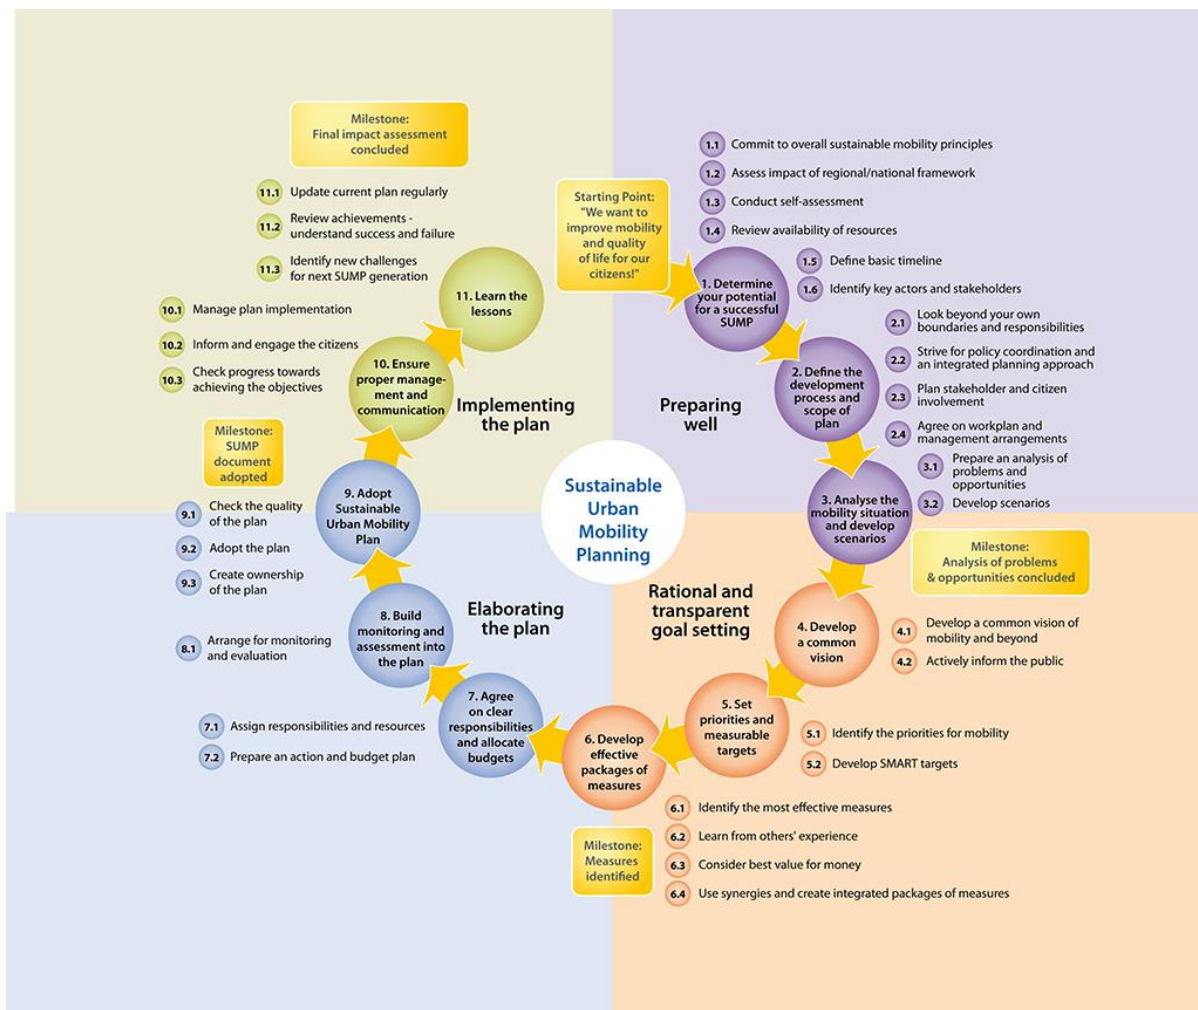 Starting Point:
"We want to
improve mobility
and quality
of life for our
citizens!"
1.1 Commit to overall sustainable mobility principles
1.2 Assess impact of regional/national framework
1.3 Conduct self-assessment
1.4 Review availability of resources
1.5 Define basic timeline
1.6 Identify key actors and stakeholders
1. Determine
your potential
for a successful
SUMP
2.1 Look beyond your own
boundaries and responsibilities
2.2 Strive for policy coordination and
an integrated planning approach
2.3 Plan stakeholder and citizen
involvement
2.4 Agree on workplan and
management arrangements
2. Define the
development
process and
scope of
plan
Preparing
well
3.1 Prepare an analysis of
problems and
opportunities
3.2 Develop scenarios
3. Analyse the
mobility situation
and develop
scenarios
Milestone:
Analysis of problems
& opportunities concluded
Sustainable
Urban
Mobility
Planning
Rational and
transparent
goal setting
4. Develop
a common
vision
4.1 Develop a common vision of
mobility and beyond
4.2 Actively inform the public
5. Set
priorities and
measurable
targets
5.1 Identify the priorities for mobility
5.2 Develop SMART targets
6. Develop
effective
packages of
measures
6.1 Identify the most effective measures
6.2 Learn from others' experience
6.3 Consider best value for money
6.4 Use synergies and create integrated packages of measures
Milestone:
Measures
identified
Elaborating
the plan
7. Agree
on clear
responsibilities
and allocate
budgets
7.1 Assign responsibilities and resources
7.2 Prepare an action and budget plan
8. Build
monitoring and
assessment into
the plan
8.1 Arrange for monitoring
and evaluation
9. Adopt
Sustainable
Urban Mobility
Plan
9.1 Check the quality
of the plan
9.2 Adopt the plan
9.3 Create ownership
of the plan
Milestone:
SUMP
document
adopted
Implementing
the plan
10. Ensure
proper manage-
ment and
communication
10.1 Manage plan implementation
10.2 Inform and engage the citizens
10.3 Check progress towards
achieving the objectives
11. Learn the
lessons
11.1 Update current plan regularly
11.2 Review achievements -
understand success and failure
11.3 Identify new challenges
for next SUMP generation
Milestone:
Final impact assessment
concluded